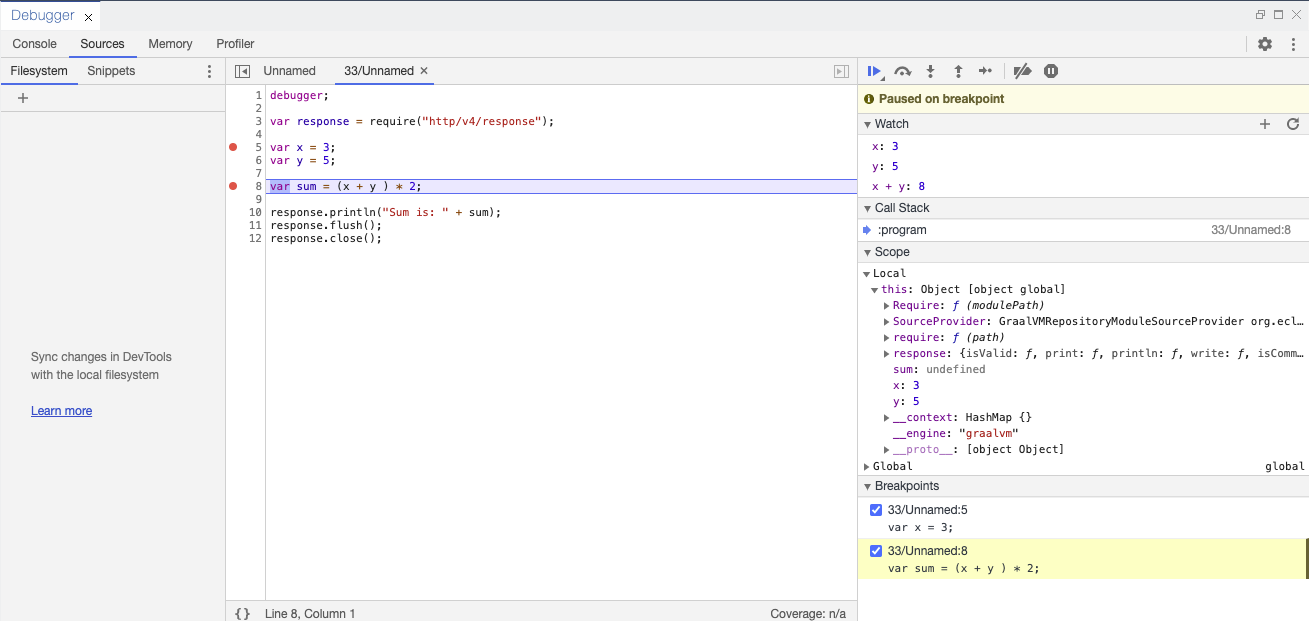 Debugger
Console Sources Memory Profiler
Filesystem Snippets
Sync changes in DevTools
with the local filesystem
Learn more
Unnamed 33/Unnamed
1 debugger;
2
3 var response = require("http/v4/response");
4
5 var x = 3;
6 var y = 5;
7
8 var sum = (x + y ) * 2;
9
10 response.println("Sum is: " + sum);
11 response.flush();
12 response.close();
{} Line 8, Column 1 Coverage: n/a
Paused on breakpoint
Watch
x: 3
y: 5
x + y: 8
Call Stack
:program 33/Unnamed:8
Scope
Local
this: Object [object global]
Require: ƒ (modulePath)
SourceProvider: GraalVMRepositoryModuleSourceProvider org.ecl…
require: ƒ (path)
response: {isValid: ƒ, print: ƒ, println: ƒ, write: ƒ, isComm…
sum: undefined
x: 3
y: 5
__context: HashMap {}
__engine: "graalvm"
__proto__: [object Object]
Global global
Breakpoints
33/Unnamed:5
var x = 3;
33/Unnamed:8
var sum = (x + y ) * 2;